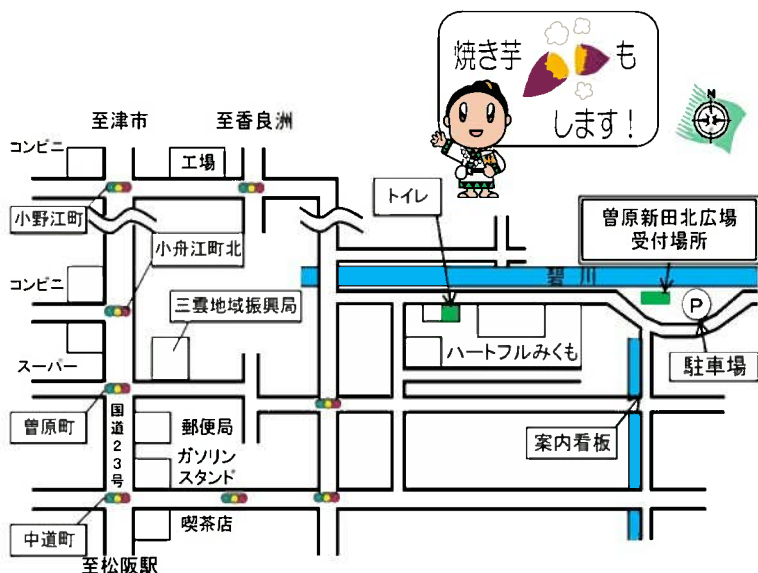 焼き芋
も
します！
N
至津市
至香良洲
コンビニ
工場
小野江町
トイレ
曽原新田北広場
受付場所
小舟江町北
コンビニ
碧川
三雲地域振興局
P
スーパー
ハートフルみくも
駐車場
曽原町
国道２３号
郵便局
案内看板
ガソリン
スタンド
中道町
喫茶店
至松阪駅